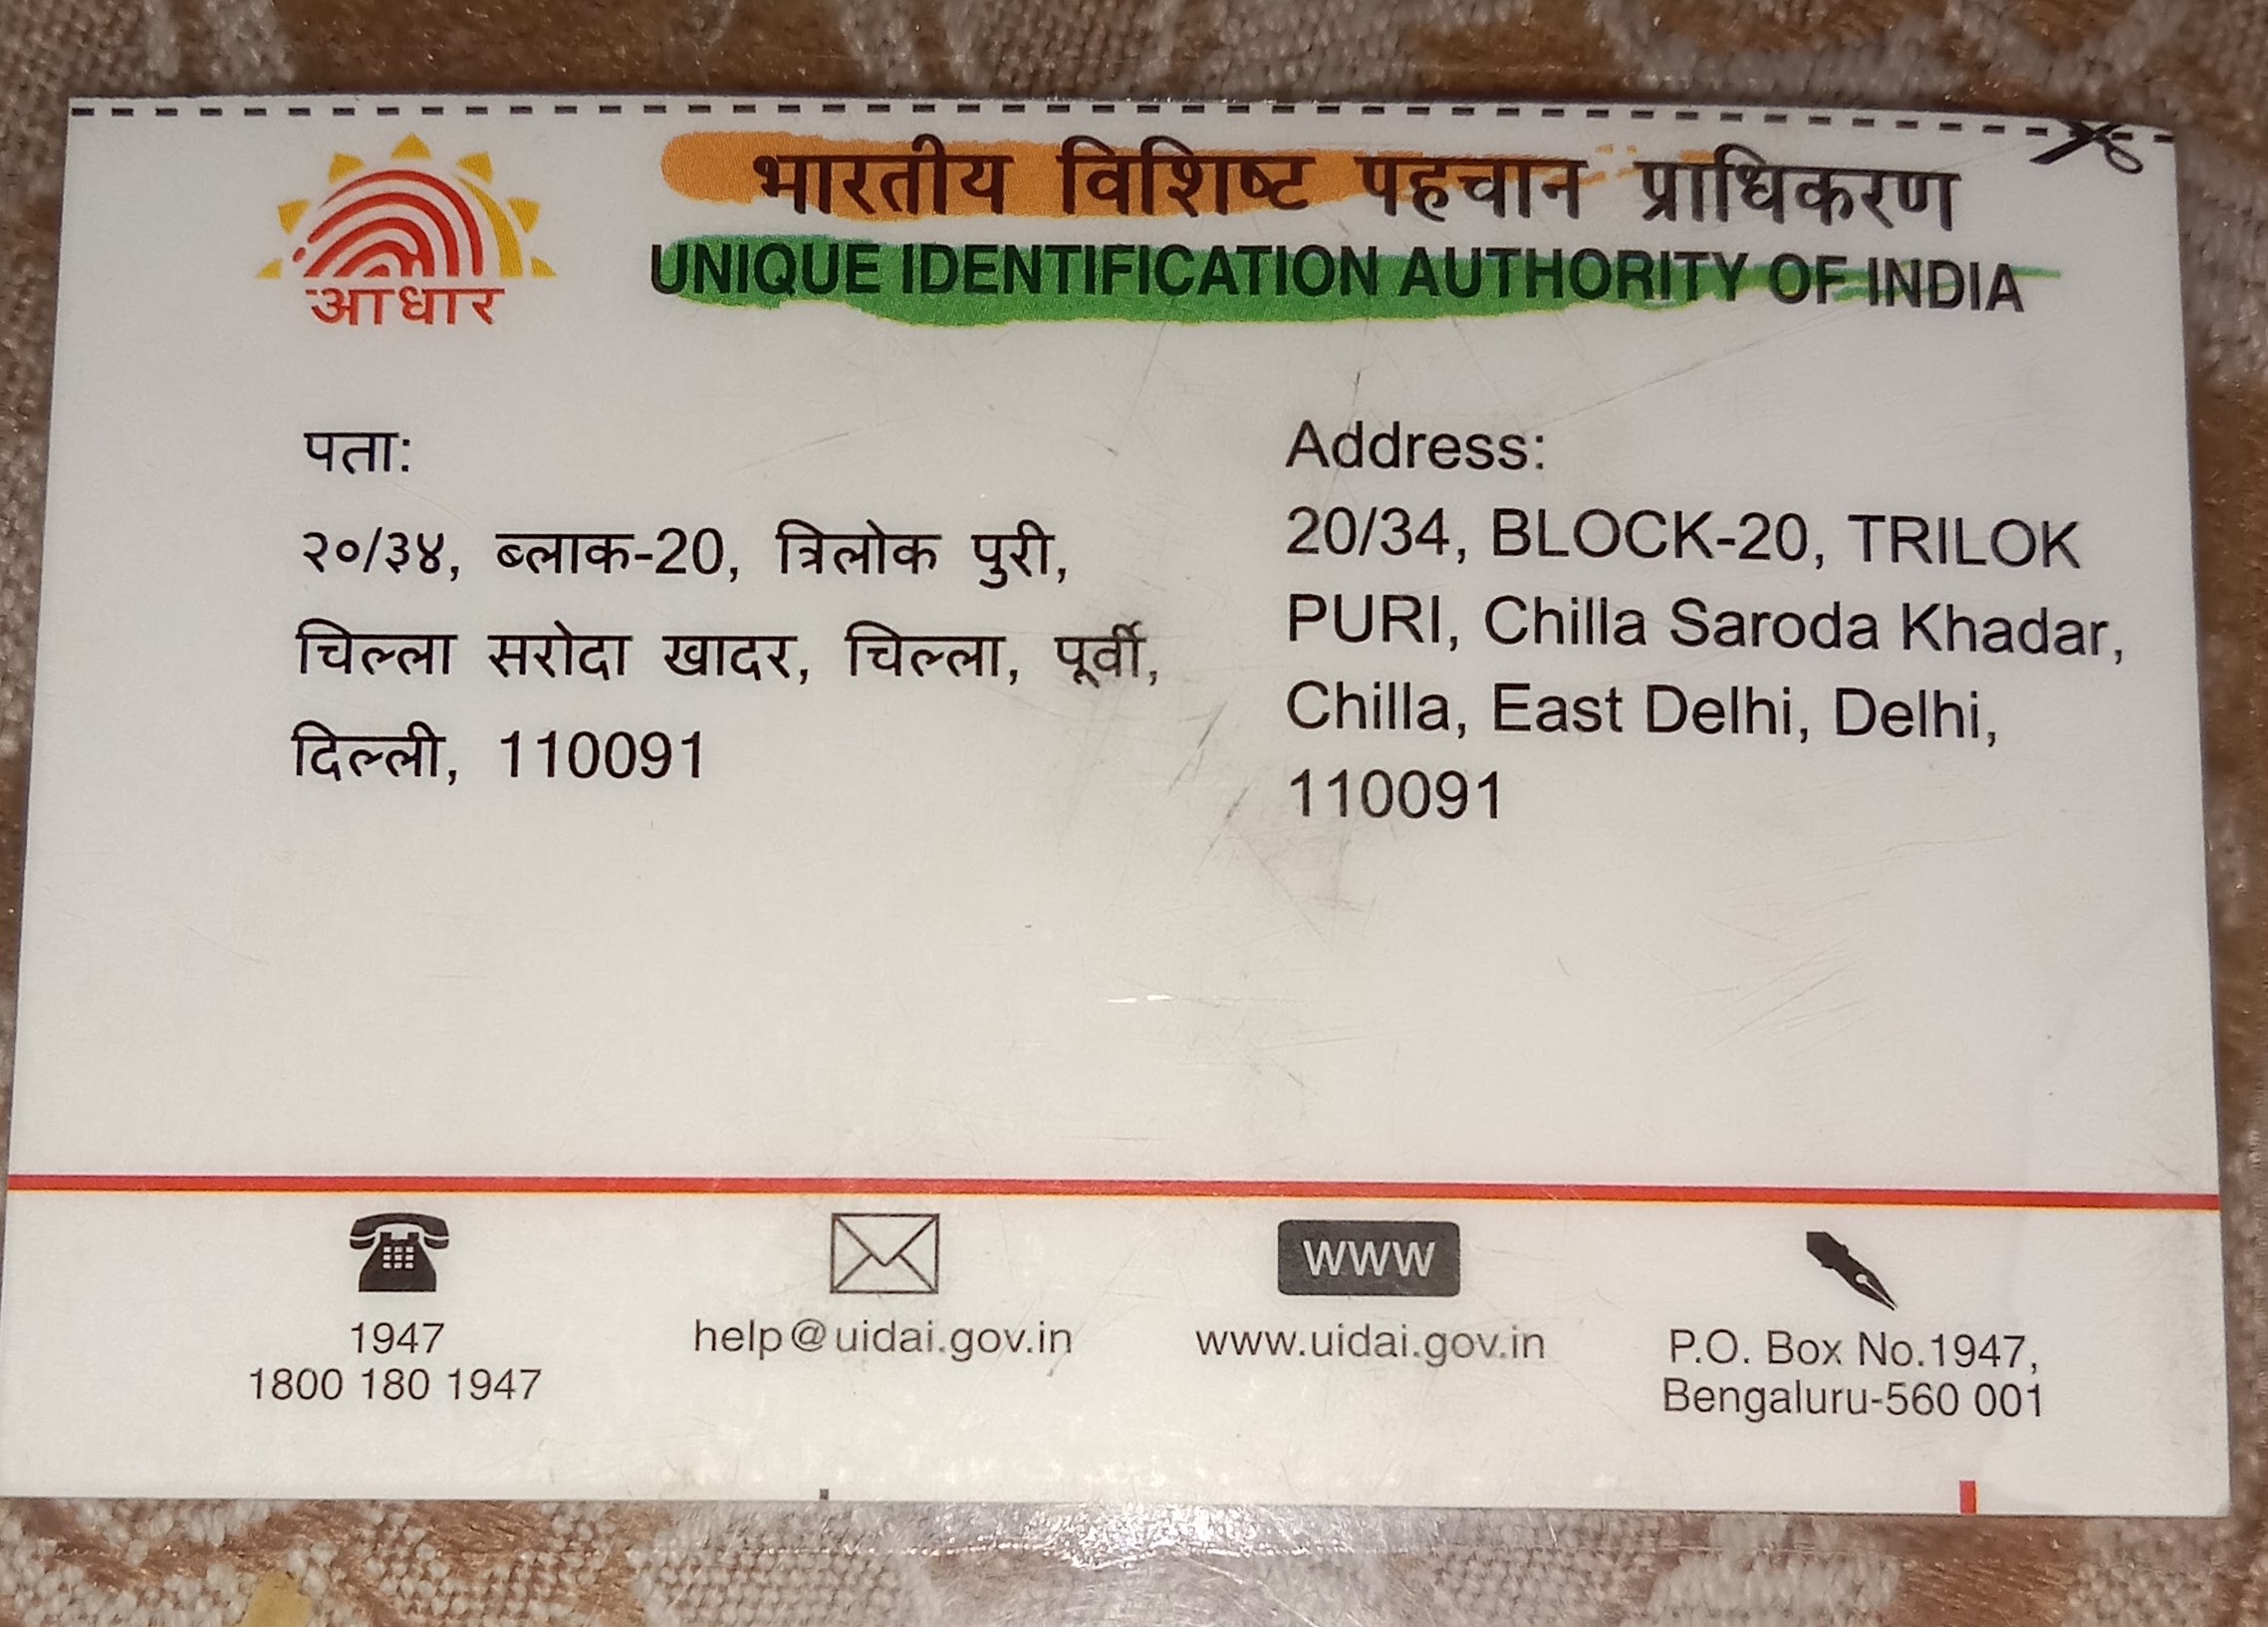 आधार
भारतीय विशिष्ट पहचान प्राधिकरण
UNIQUE IDENTIFICATION AUTHORITY OF INDIA
पता:
२०/३४, ब्लाक-20, त्रिलोक पुरी,
चिल्ला सरोदा खादर, चिल्ला, पूर्वी,
दिल्ली, 110091
Address:
20/34, BLOCK-20, TRILOK
PURI, Chilla Saroda Khadar,
Chilla, East Delhi, Delhi,
110091
1947
1800 180 1947
help@uidai.gov.in
www
www.uidai.gov.in
P.O. Box No.1947,
Bengaluru-560 001